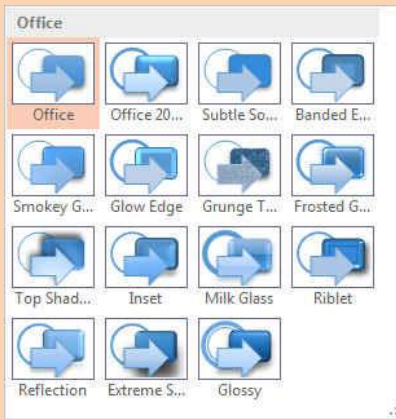 Office
Office Office 20... Subtle So... Banded E...
Smokey G... Glow Edge Grunge T... Frosted G...
Top Shad... Inset Milk Glass Riblet
Reflection Extreme S... Glossy